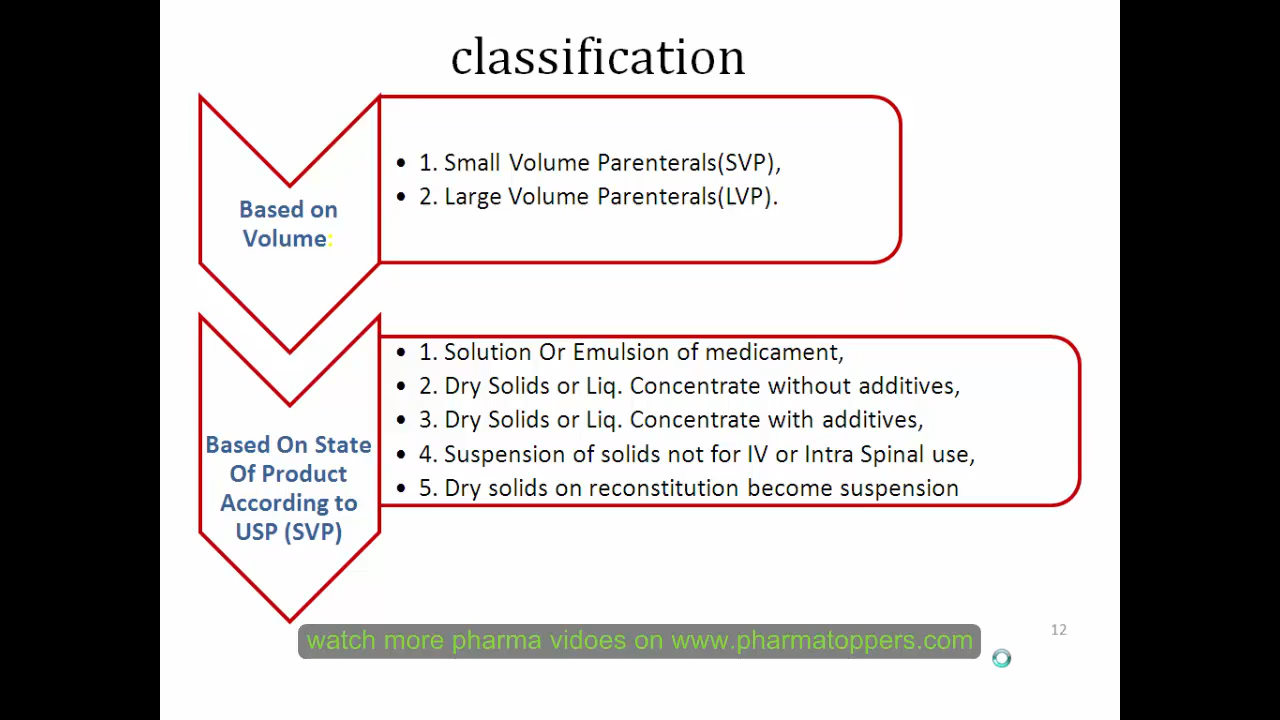 classification
Based on
Volume:
• 1. Small Volume Parenterals(SVP),
• 2. Large Volume Parenterals(LVP).
Based On State
Of Product
According to
USP (SVP)
• 1. Solution Or Emulsion of medicament,
• 2. Dry Solids or Liq. Concentrate without additives,
• 3. Dry Solids or Liq. Concentrate with additives,
• 4. Suspension of solids not for IV or Intra Spinal use,
• 5. Dry solids on reconstitution become suspension
watch more pharma vidoes on www.pharmatoppers.com
12